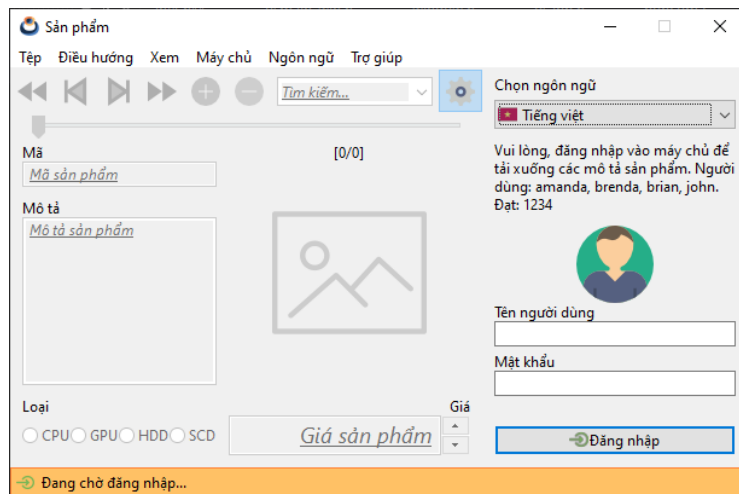 Sản phẩm
Tệp Điều hướng Xem Máy chủ Ngôn ngữ Trợ giúp
Tìm kiếm...
Chọn ngôn ngữ
Tiếng việt
Mã
[0/0]
Mã sản phẩm
Vui lòng, đăng nhập vào máy chủ để
tải xuống các mô tả sản phẩm. Người
dùng: amanda, brenda, brian, john.
Đạt: 1234
Mô tả
Mô tả sản phẩm
Tên người dùng
Mật khẩu
Loại
Giá
CPU GPU HDD SCD
Giá sản phẩm
Đăng nhập
Đang chờ đăng nhập...